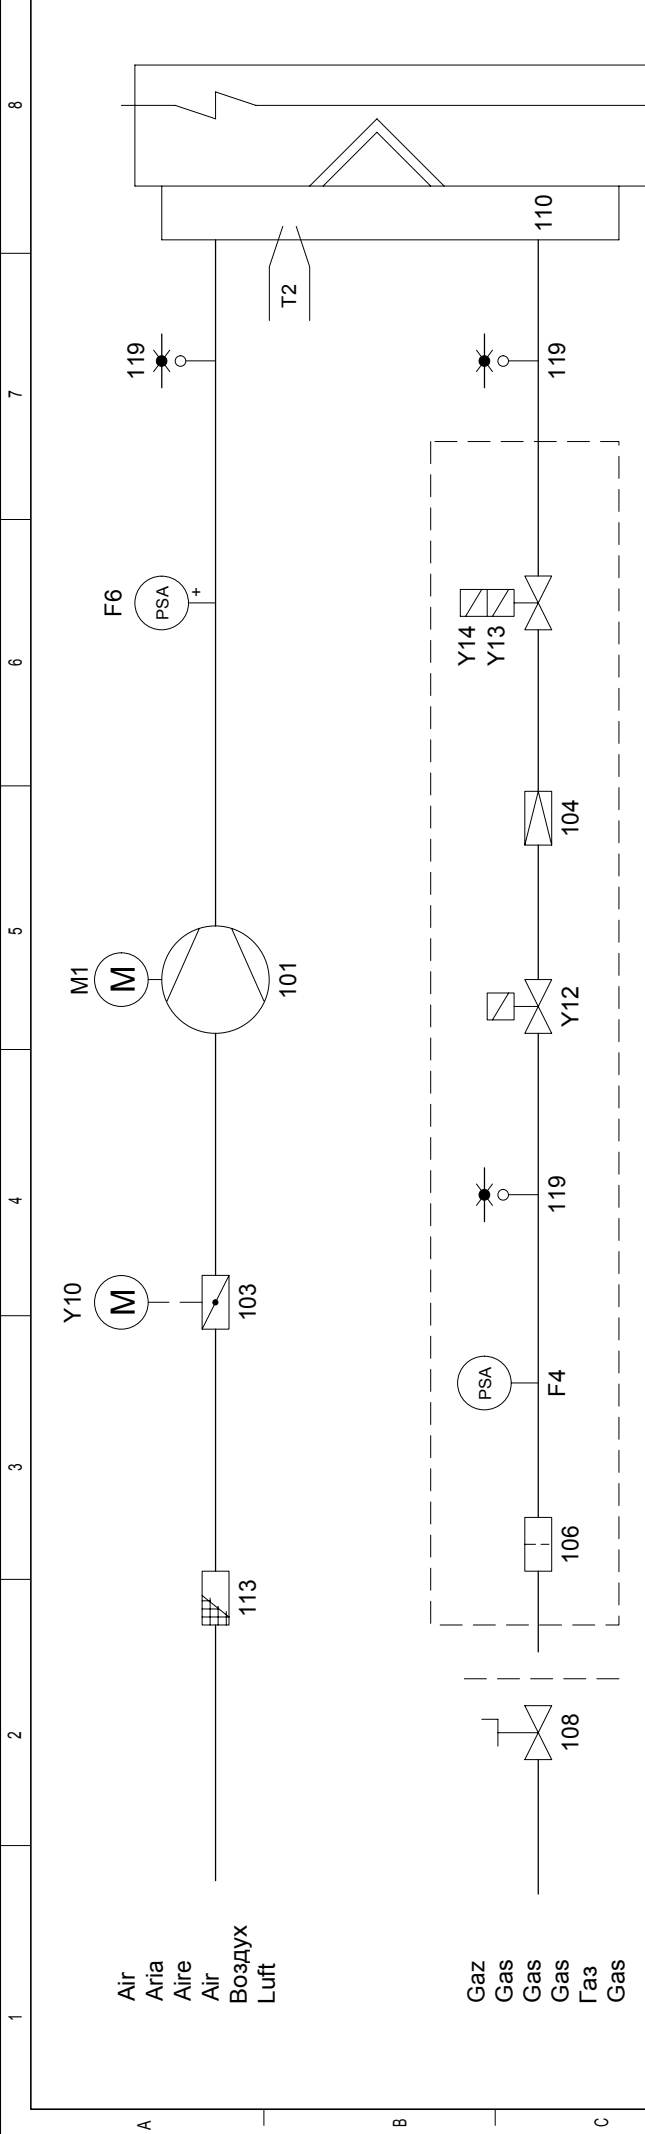 1
2
3
4
5
6
7
8
A
B
C
Air
Aria
Aire
Air
Воздух
Luft
113
Y10
M
103
M1
M
101
F6
PSA
+
119
T2
110
Gaz
Gas
Gas
Gas
Газ
Gas
108
106
PSA
F4
119
Y12
104
Y14
Y13
119